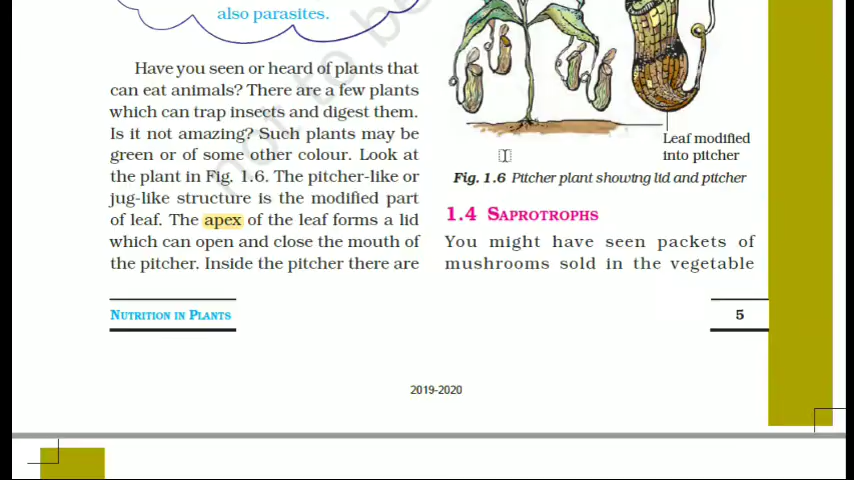 also parasites.
Have you seen or heard of plants that
can eat animals? There are a few plants
which can trap insects and digest them.
Is it not amazing? Such plants may be
green or of some other colour. Look at
the plant in Fig. 1.6. The pitcher-like or
jug-like structure is the modified part
of leaf. The apex of the leaf forms a lid
which can open and close the mouth of
the pitcher. Inside the pitcher there are
Leaf modified
into pitcher
Fig. 1.6 Pitcher plant showing lid and pitcher
1.4 SAPROTROPHS
You might have seen packets of
mushrooms sold in the vegetable
NUTRITION IN PLANTS
5
2019-2020
not to be